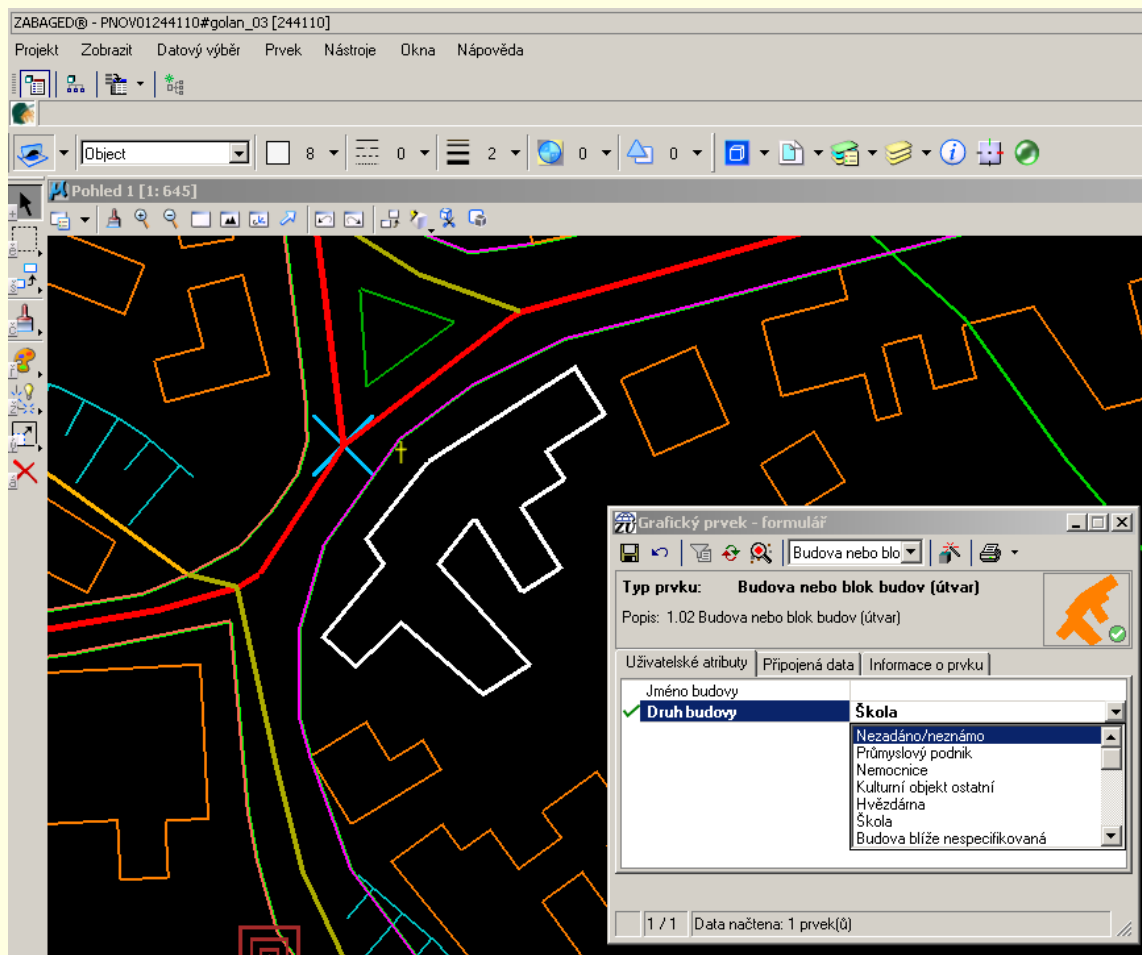 ZABAGED® - PNOV01244110#golan_03 [244110]
Projekt Zobrazit Datový výběr Prvek Nástroje Okna Nápověda
Object 8 0 2 0 0
Pohled 1 [1: 645]
Grafický prvek - formulář
Budova nebo blo
Typ prvku: Budova nebo blok budov (útvar)
Popis: 1.02 Budova nebo blok budov (útvar)
Uživatelské atributy Připojená data Informace o prvku
Jméno budovy
Druh budovy Škola
Nezadáno/neznámo
Průmyslový podnik
Nemocnice
Kulturní objekt ostatní
Hvězdárna
Škola
Budova blíže nespecifikovaná
1 / 1 Data načtena: 1 prvek(ů)